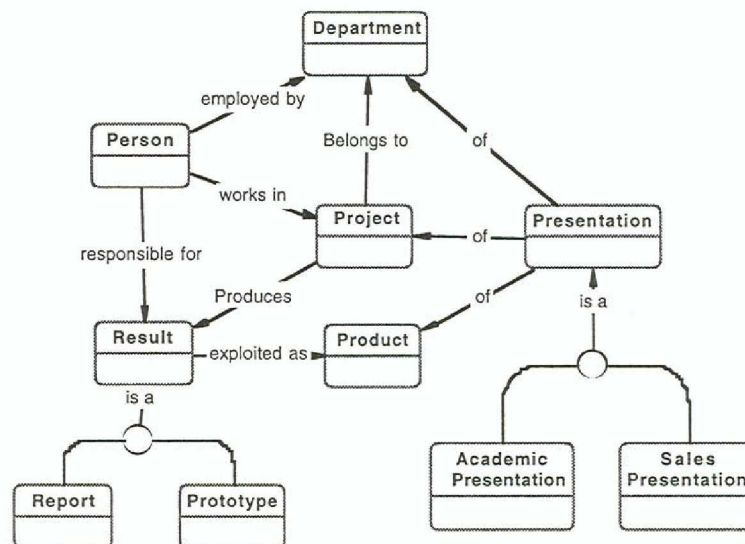 Department
employed by
Person
Belongs to
of
works in
Project
of
Presentation
responsible for
Produces
of
is a
Result
exploited as
Product
is a
Academic
Presentation
Sales
Presentation
Report
Prototype